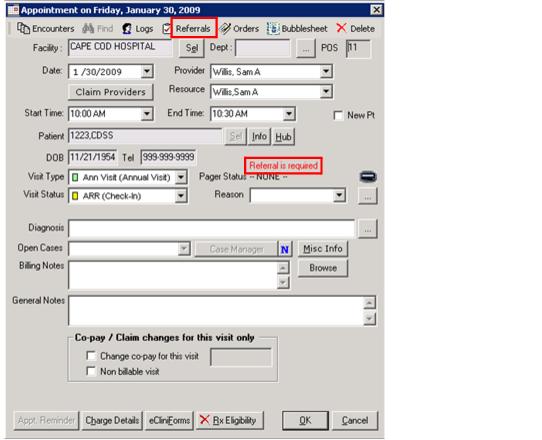 Appointment on Friday, January 30, 2009 X
Encounters Find Logs Referrals Orders Bubblesheet Delete
Facility: CAPE COD HOSPITAL Sel Dept: ... POS 11
Date: 1 /30/2009 Provider Willis, Sam A
Claim Providers Resource Willis,Sam A
Start Time: 10:00 AM End Time: 10:30 AM New Pt
Patient 1223,CDSS Sel Info Hub
DOB 11/21/1954 Tel 999-999-9999 Referral is required
Visit Type Ann Visit (Annual Visit) Pager Status -- NONE --
Visit Status ARR (Check-In) Reason ...
Diagnosis ...
Open Cases Case Manager N Misc Info
Billing Notes Browse
General Notes
Co-pay / Claim changes for this visit only
Change co-pay for this visit
Non billable visit
Appt. Reminder Charge Details eCliniForms Rx Eligibility OK Cancel